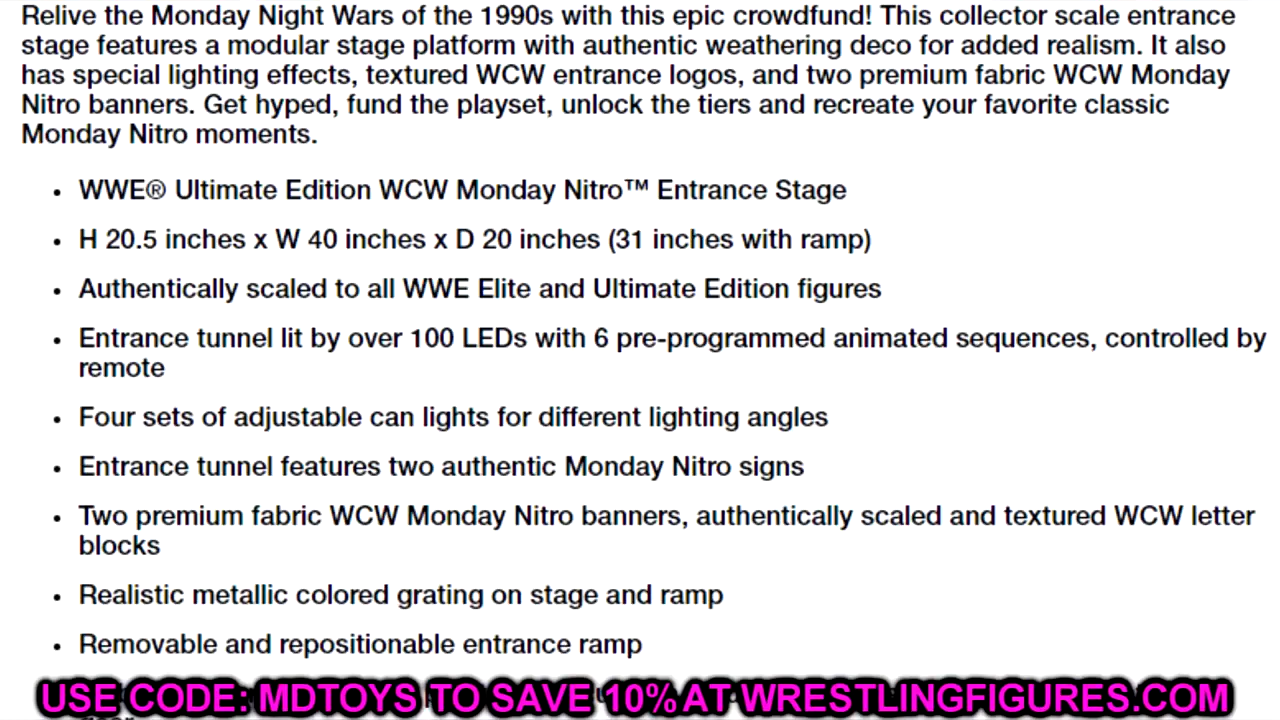 Relive the Monday Night Wars of the 1990s with this epic crowdfund! This collector scale entrance
stage features a modular stage platform with authentic weathering deco for added realism. It also
has special lighting effects, textured WCW entrance logos, and two premium fabric WCW Monday
Nitro banners. Get hyped, fund the playset, unlock the tiers and recreate your favorite classic
Monday Nitro moments.
• WWE® Ultimate Edition WCW Monday Nitro™ Entrance Stage
• H 20.5 inches x W 40 inches x D 20 inches (31 inches with ramp)
• Authentically scaled to all WWE Elite and Ultimate Edition figures
• Entrance tunnel lit by over 100 LEDs with 6 pre-programmed animated sequences, controlled by
remote
• Four sets of adjustable can lights for different lighting angles
• Entrance tunnel features two authentic Monday Nitro signs
• Two premium fabric WCW Monday Nitro banners, authentically scaled and textured WCW letter
blocks
• Realistic metallic colored grating on stage and ramp
• Removable and repositionable entrance ramp
USE CODE: MDTOYS TO SAVE 10% AT WRESTLINGFIGURES.COM